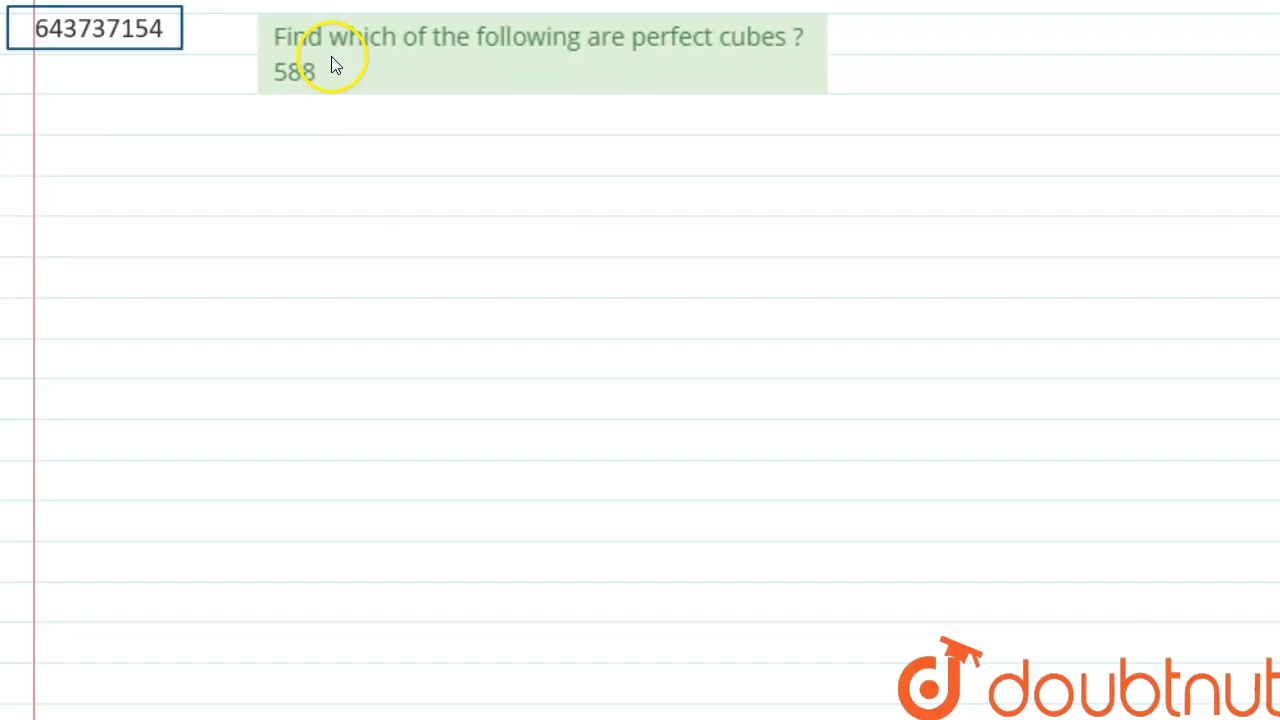 643737154
Find which of the following are perfect cubes ?
588
doubtnut